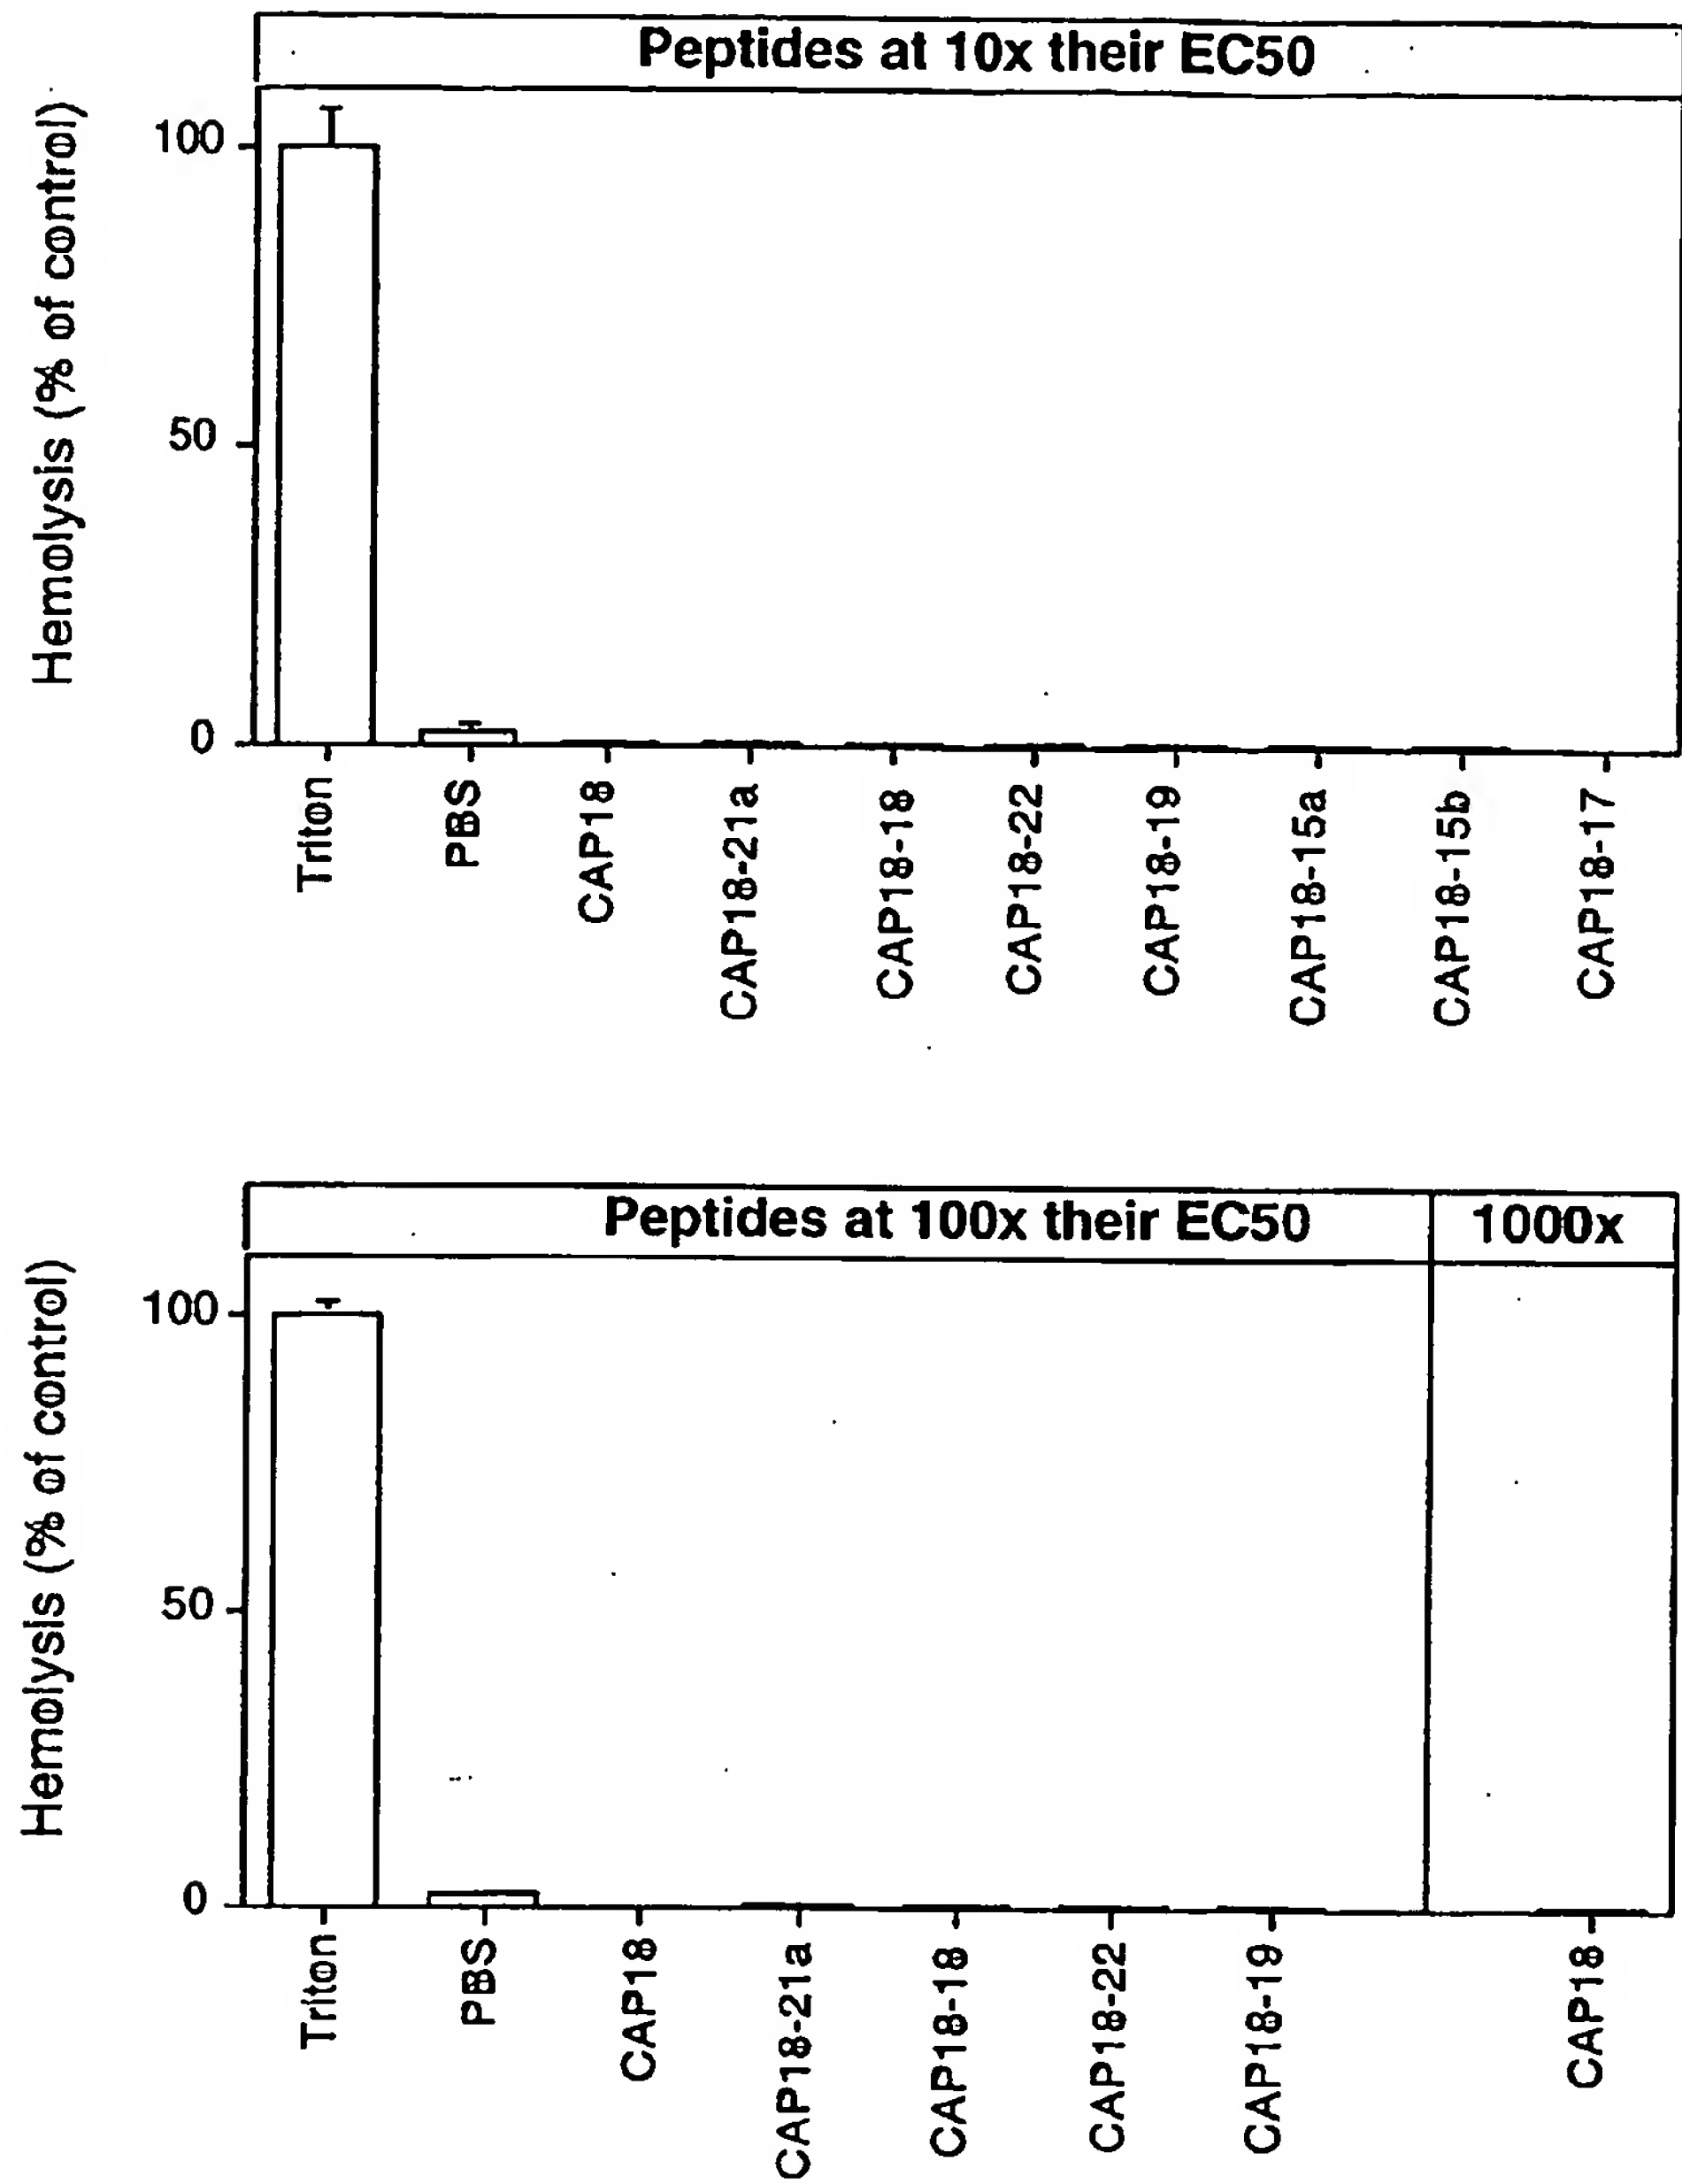 Peptides at 10x their EC50
Hemolysis (% of control)
100
50
0
Triton
PBS
CAP18
CAP18-21a
CAP18-18
CAP18-22
CAP18-19
CAP18-15a
CAP18-15b
CAP18-17
Peptides at 100x their EC50
1000x
Hemolysis (% of control)
100
50
0
Triton
PBS
CAP18
CAP18-21a
CAP18-18
CAP18-22
CAP18-19
CAP18